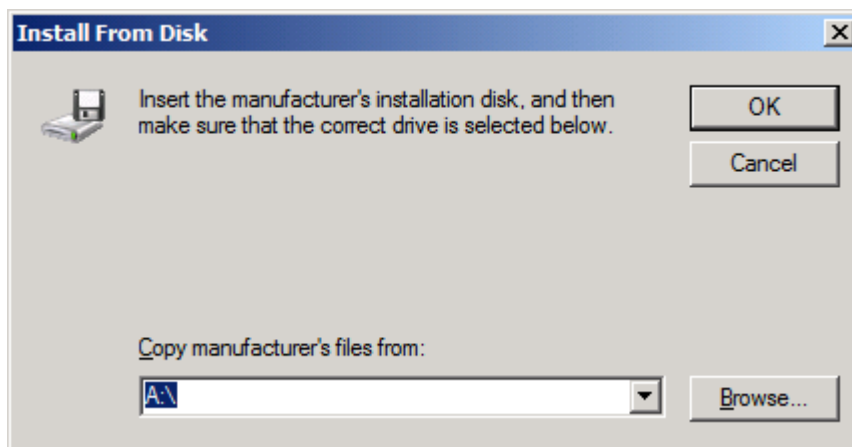 Install From Disk
Insert the manufacturer's installation disk, and then
make sure that the correct drive is selected below.
OK
Cancel
Copy manufacturer's files from:
A:\
Browse...